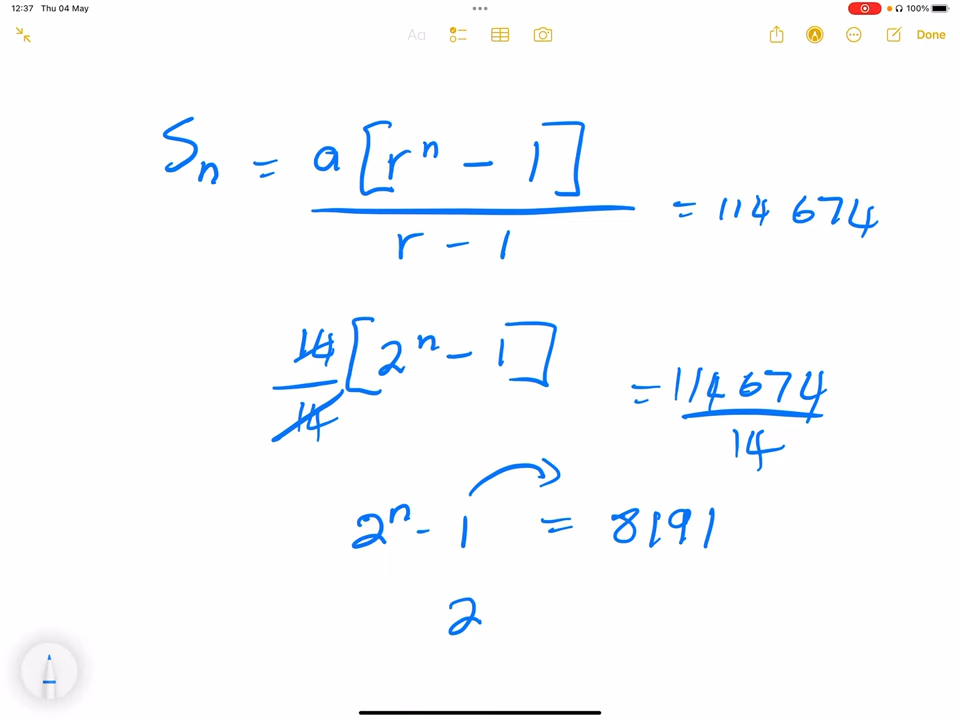 12:37 Thu 04 May
100%
Aa
Done
Sn = a[r^n - 1] / r - 1 = 114 674
14/14 [2^n - 1] = 114 674 / 14
2^n - 1 = 8191
2